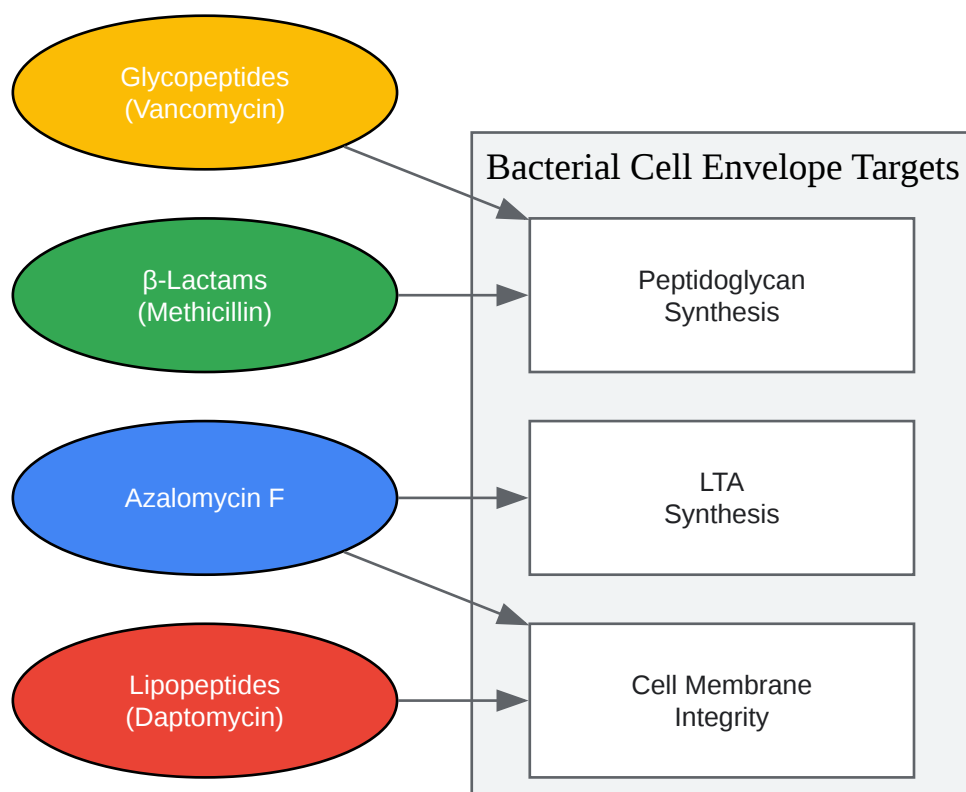 Glycopeptides
(Vancomycin)
Bacterial Cell Envelope Targets
β-Lactams
(Methicillin)
Peptidoglycan
Synthesis
Azalomycin F
LTA
Synthesis
Lipopeptides
(Daptomycin)
Cell Membrane
Integrity